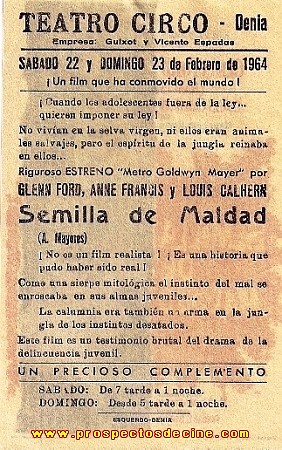 TEATRO CIRCO - Denia
Empresa: Guixot y Vicente Espadas
SABADO 22 y DOMINGO 23 de Febrero de 1964
¡Un film que ha conmovido el mundo!
¡Cuando los adolescentes fuera de la ley...
quieren imponer su ley!
No vivían en la selva virgen, ni ellos eran anima-
les salvajes, pero el espíritu de la jungla reinaba
en ellos...
Riguroso ESTRENO "Metro Goldwyn Mayer" por
GLENN FORD, ANNE FRANCIS y LOUIS CALHERN
Semilla de Maldad
(A. Mayores)
¡No es un film realista! ¡Es una historia que
pudo haber sido real!
Como una sierpe mitológica el instinto del mal se
enroscaba en sus almas juveniles...
La calumnia era también un arma en la jun-
gla de los instintos desatados.
Este film es un testimonio brutal del drama de la
delincuencia juvenil.
UN PRECIOSO COMPLEMENTO
SABADO: De 7 tarde a 1 noche.
DOMINGO: Desde 5 tarde a 1 noche.
ESQUERDO-DENIA
www.prospectosdecine.com